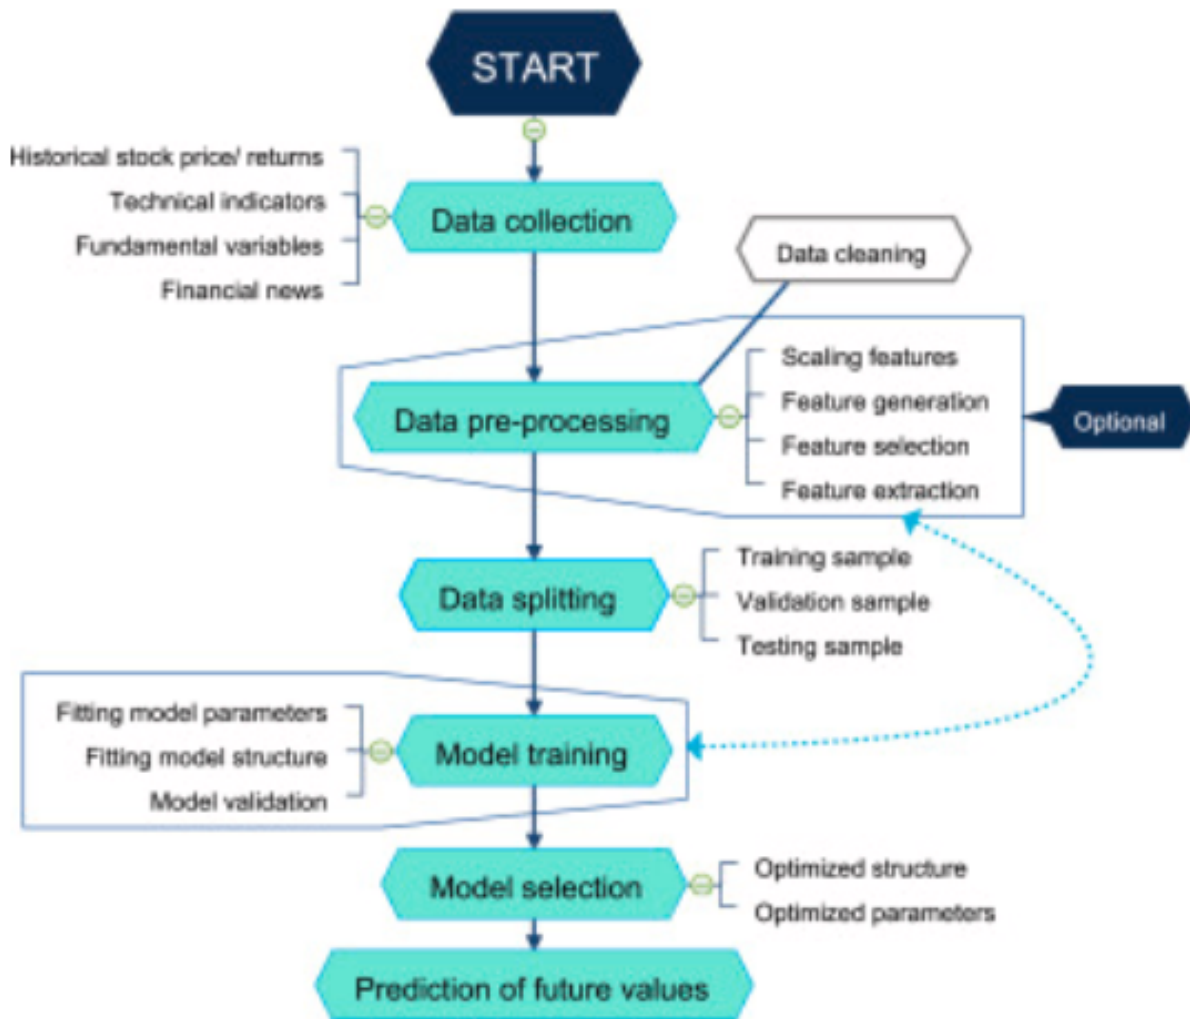 START
Historical stock price/ returns
Technical indicators
Fundamental variables
Financial news
Data collection
Data cleaning
Data pre-processing
Scaling features
Feature generation
Feature selection
Feature extraction
Optional
Data splitting
Training sample
Validation sample
Testing sample
Fitting model parameters
Fitting model structure
Model validation
Model training
Model selection
Optimized structure
Optimized parameters
Prediction of future values